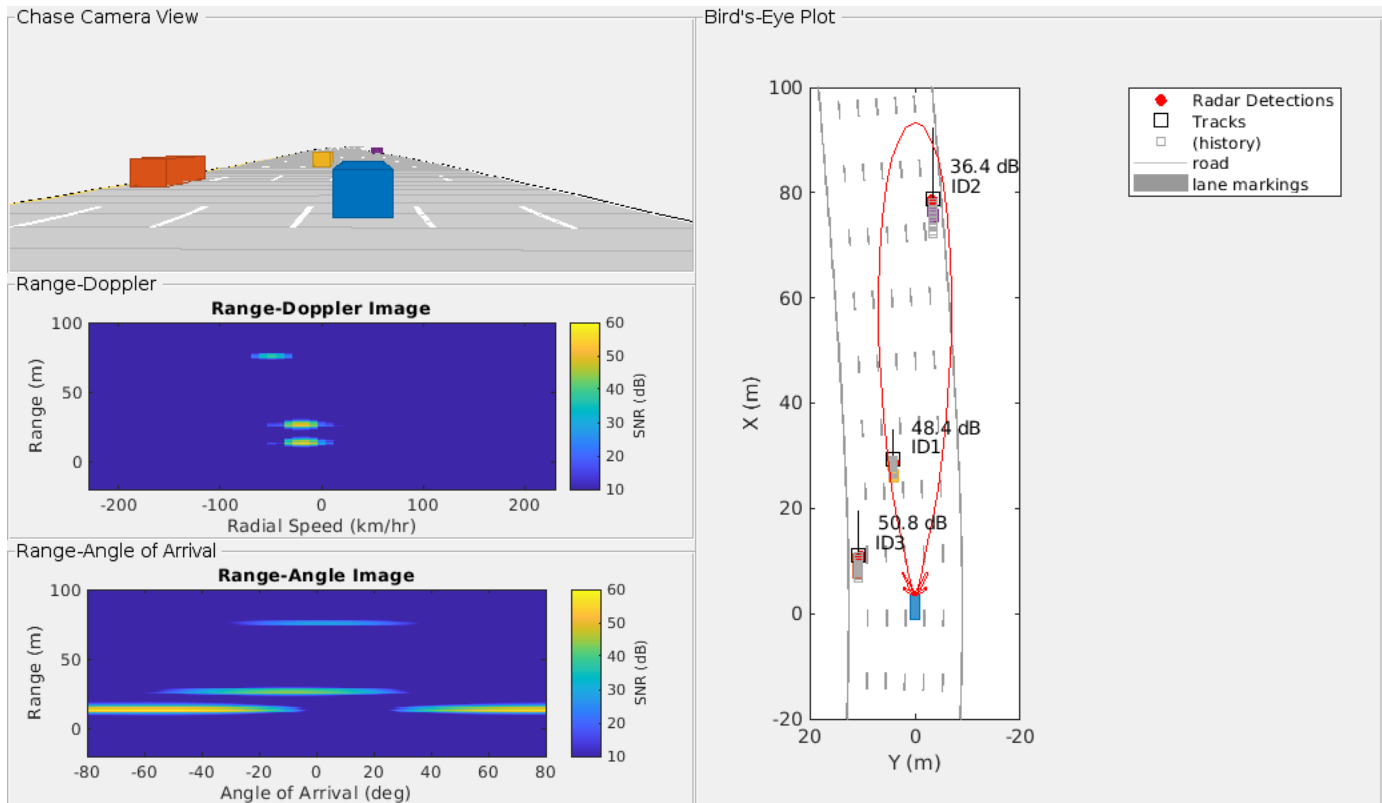 Chase Camera View
Range-Doppler
Range-Doppler Image
100
50
0
Range (m)
-200
-100
0
100
200
Radial Speed (km/hr)
60
50
40
30
20
10
SNR (dB)
Range-Angle of Arrival
Range-Angle Image
100
50
0
Range (m)
-80
-60
-40
-20
0
20
40
60
80
Angle of Arrival (deg)
60
50
40
30
20
10
SNR (dB)
Bird's-Eye Plot
100
80
60
40
20
0
-20
X (m)
20
0
-20
Y (m)
36.4 dB
ID2
48.4 dB
ID1
50.8 dB
ID3
Radar Detections
Tracks
(history)
road
lane markings